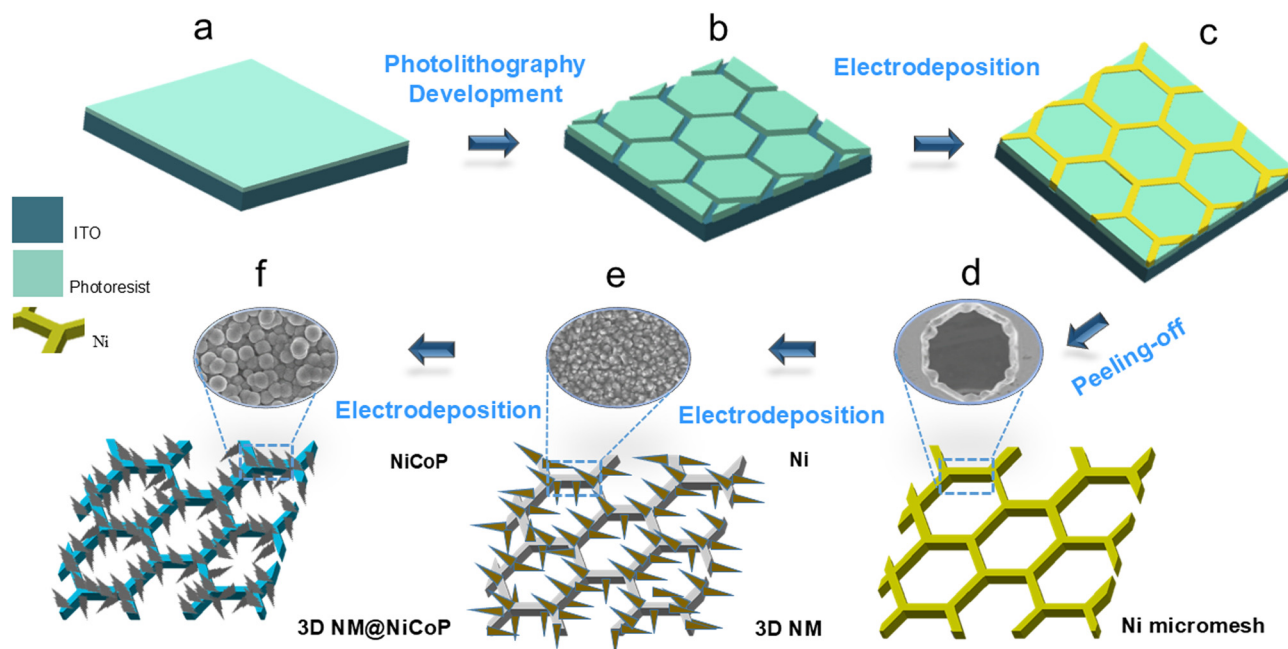 a
b
c
Photolithography
Development
Electrodeposition
ITO
Photoresist
Ni
f
e
d
Peeling-off
Electrodeposition
Electrodeposition
NiCoP
Ni
3D NM@NiCoP
3D NM
Ni micromesh